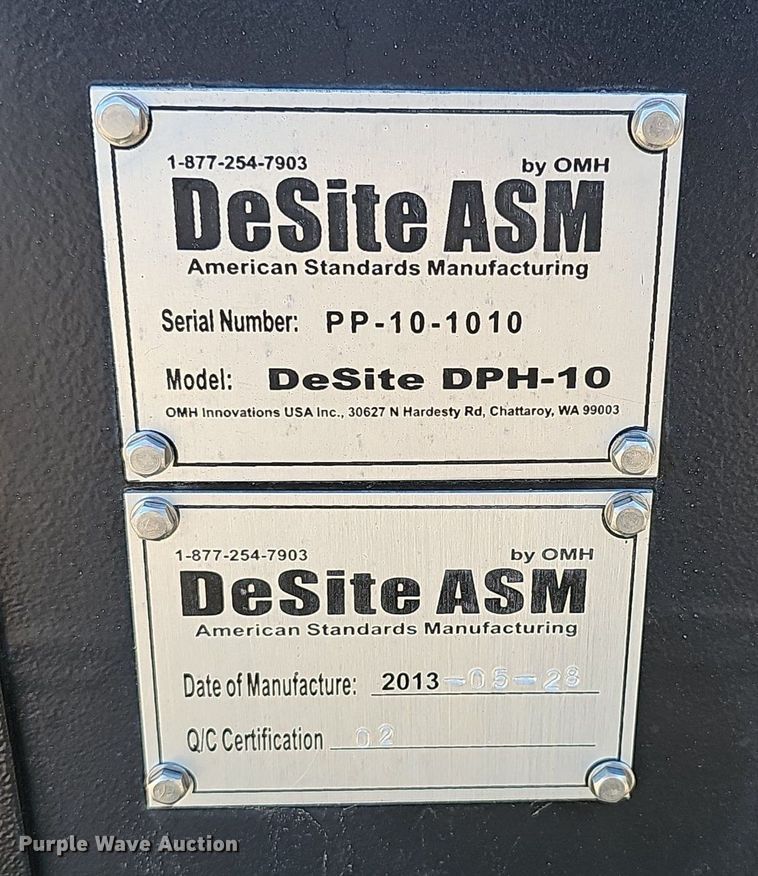 1-877-254-7903 by OMH
DeSite ASM
American Standards Manufacturing
Serial Number: PP-10-1010
Model: DeSite DPH-10
OMH Innovations USA Inc., 30627 N Hardesty Rd, Chattaroy, WA 99003
1-877-254-7903 by OMH
DeSite ASM
American Standards Manufacturing
Date of Manufacture: 2013-05-28
Q/C Certification 02
Purple Wave Auction